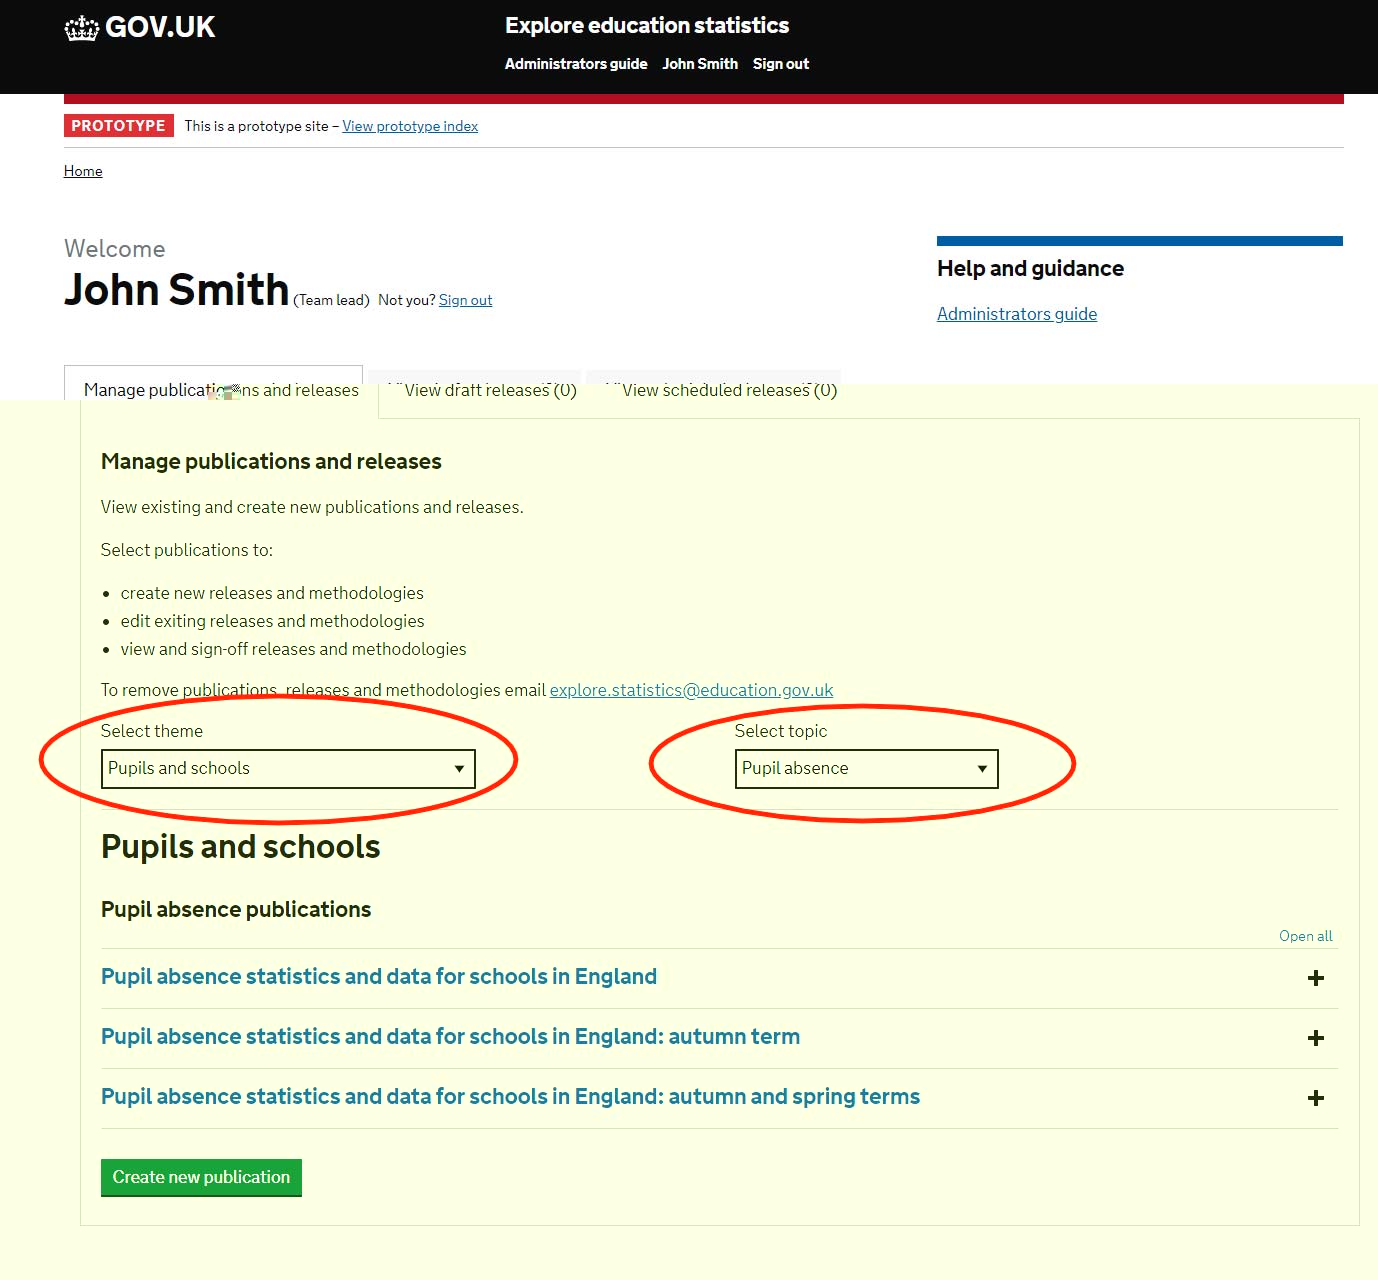 GOV.UK
Explore education statistics
Administrators guide John Smith Sign out
PROTOTYPE This is a prototype site – View prototype index
Home
Welcome
John Smith (Team lead) Not you? Sign out
Help and guidance
Administrators guide
Manage publications and releases View draft releases (0) View scheduled releases (0)
Manage publications and releases
View existing and create new publications and releases.
Select publications to:
• create new releases and methodologies
• edit exiting releases and methodologies
• view and sign-off releases and methodologies
To remove publications, releases and methodologies email explore.statistics@education.gov.uk
Select theme
Pupils and schools
Select topic
Pupil absence
Pupils and schools
Pupil absence publications
Open all
Pupil absence statistics and data for schools in England
Pupil absence statistics and data for schools in England: autumn term
Pupil absence statistics and data for schools in England: autumn and spring terms
Create new publication